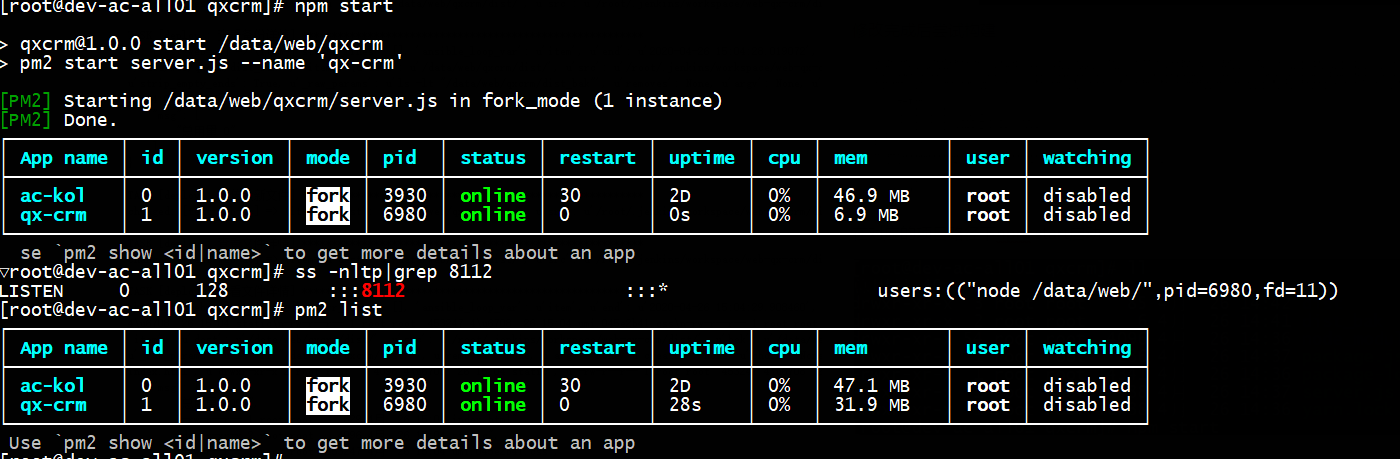 [root@dev-ac-all01 qxcrm]# npm start
> qxcrm@1.0.0 start /data/web/qxcrm
> pm2 start server.js --name 'qx-crm'
[PM2] Starting /data/web/qxcrm/server.js in fork_mode (1 instance)
[PM2] Done.
App name id version mode pid status restart uptime cpu mem user watching
ac-kol 0 1.0.0 fork 3930 online 30 2D 0% 46.9 MB root disabled
qx-crm 1 1.0.0 fork 6980 online 0 0s 0% 6.9 MB root disabled
se `pm2 show <id|name>` to get more details about an app
▽root@dev-ac-all01 qxcrm]# ss -nltp|grep 8112
LISTEN 0 128 :::8112 :::* users:(("node /data/web/",pid=6980,fd=11))
[root@dev-ac-all01 qxcrm]# pm2 list
App name id version mode pid status restart uptime cpu mem user watching
ac-kol 0 1.0.0 fork 3930 online 30 2D 0% 47.1 MB root disabled
qx-crm 1 1.0.0 fork 6980 online 0 28s 0% 31.9 MB root disabled
Use `pm2 show <id|name>` to get more details about an app
[root@dev-ac-all01 qxcrm]#